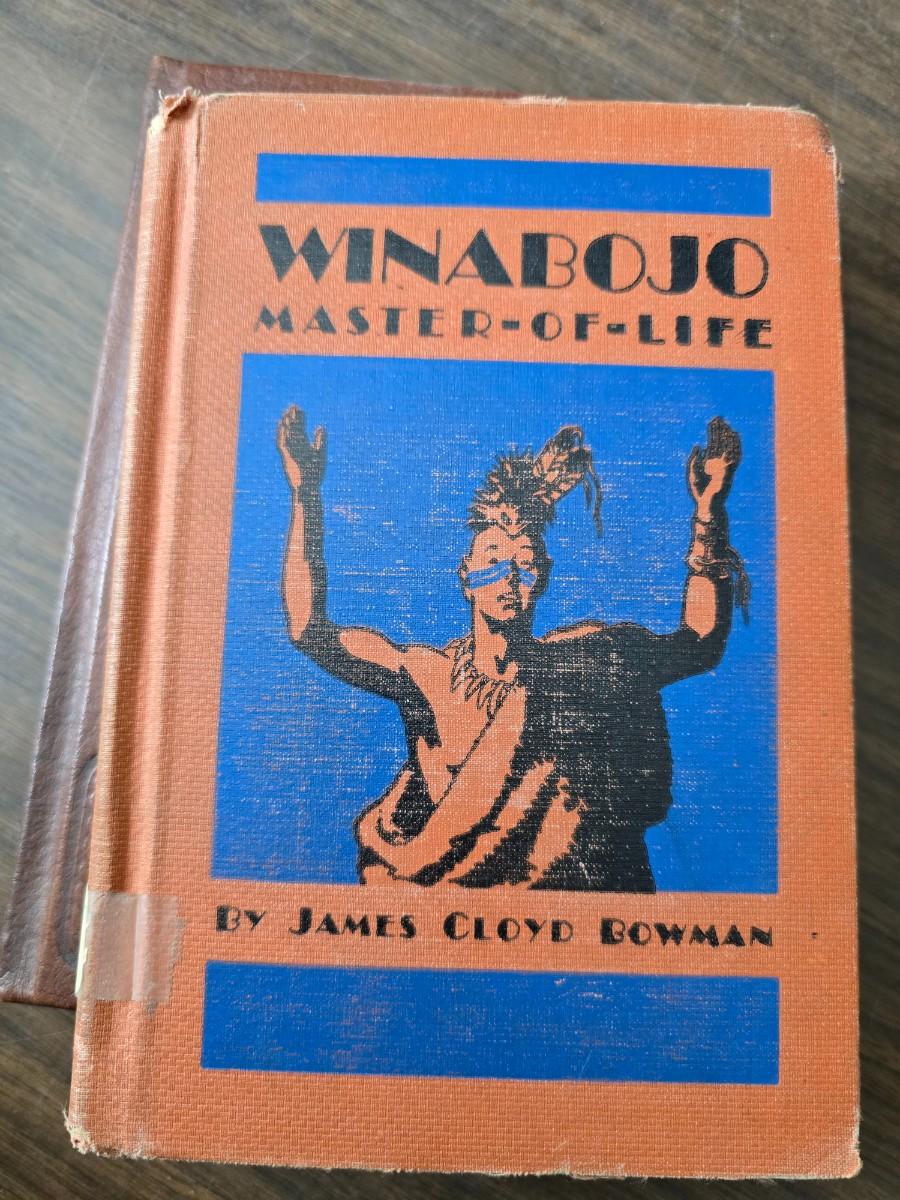 WINABOJO
MASTER-OF-LIFE
BY JAMES CLOYD BOWMAN